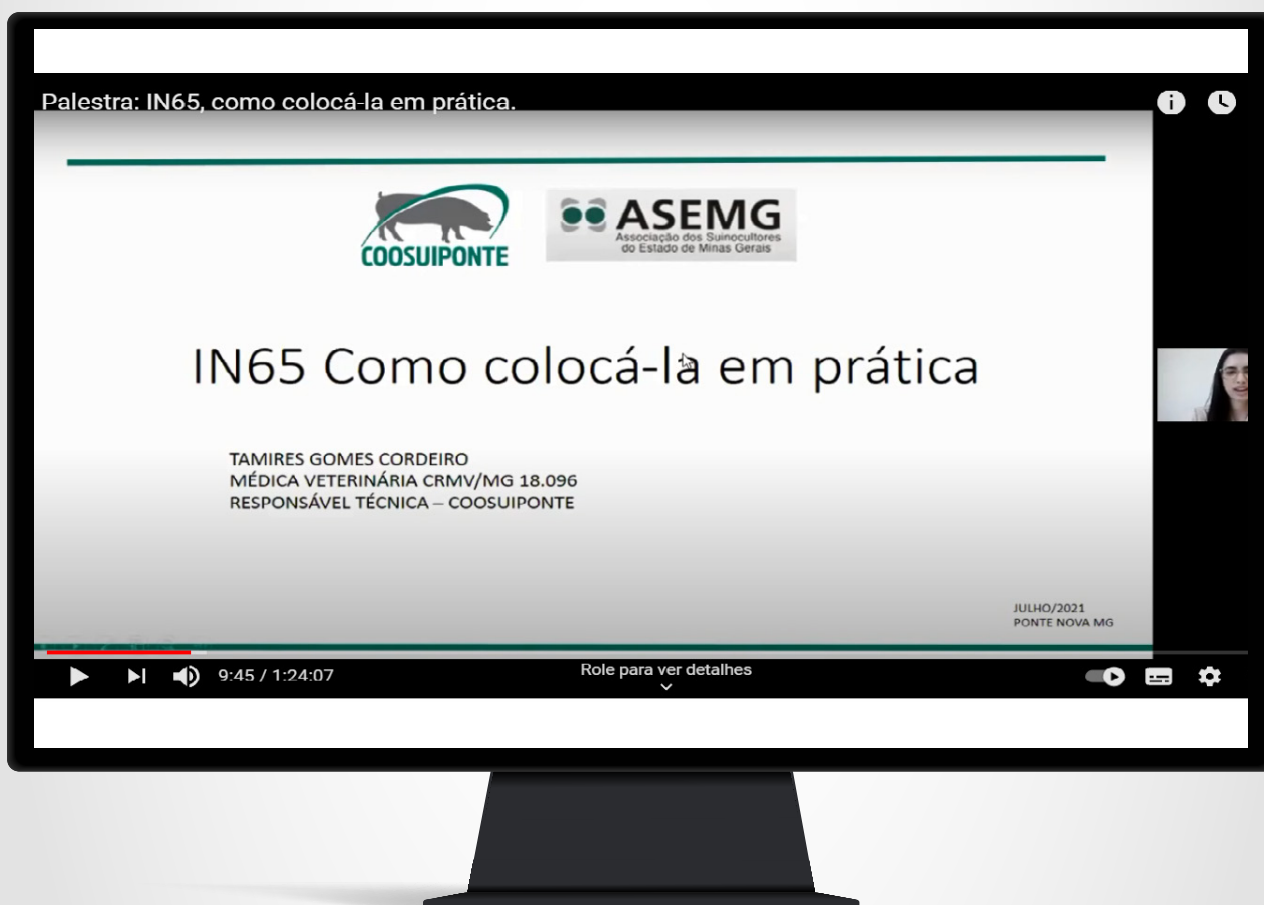 Palestra: IN65, como colocá-la em prática.
COOSUIPONTE
ASEMG
Associação dos Suinocultores
do Estado de Minas Gerais
IN65 Como colocá-la em prática
TAMIRES GOMES CORDEIRO
MÉDICA VETERINÁRIA CRMV/MG 18.096
RESPONSÁVEL TÉCNICA – COOSUIPONTE
JULHO/2021
PONTE NOVA MG
9:45 / 1:24:07
Role para ver detalhes